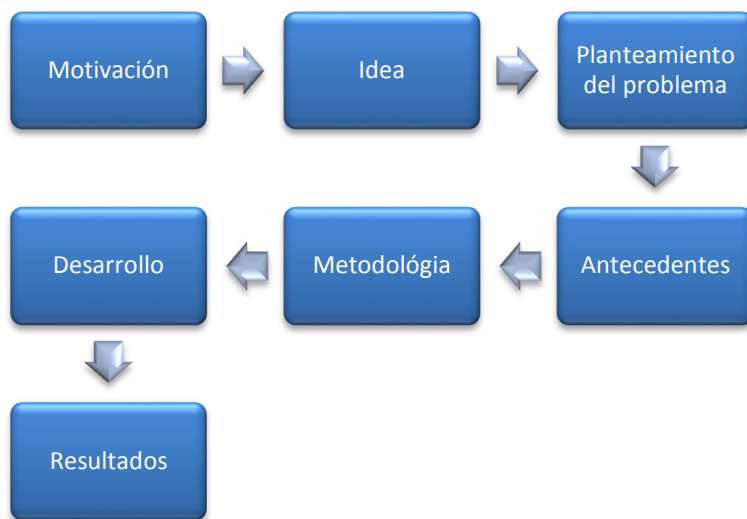 Motivación
Idea
Planteamiento
del problema
Antecedentes
Metodológia
Desarrollo
Resultados